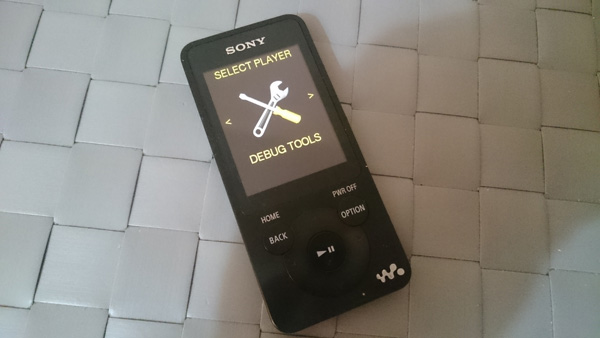 SONY
SELECT PLAYER
< >
DEBUG TOOLS
HOME
PWR OFF
BACK
OPTION